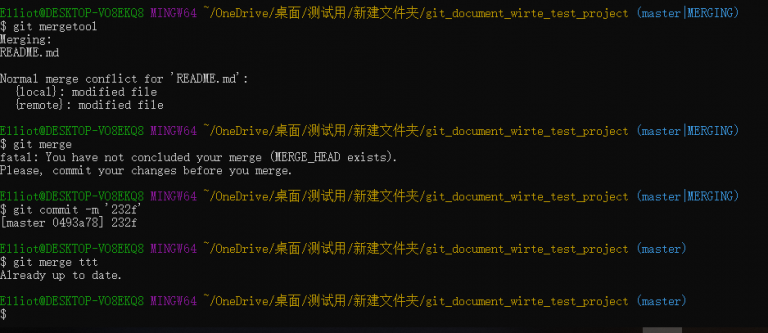 Elliot@DESKTOP-VO8EKQ8 MINGW64 ~/OneDrive/桌面/测试用/新建文件夹/git_document_wirte_test_project (master|MERGING)
$ git mergetool
Merging:
README.md
Normal merge conflict for 'README.md':
{local}: modified file
{remote}: modified file
Elliot@DESKTOP-VO8EKQ8 MINGW64 ~/OneDrive/桌面/测试用/新建文件夹/git_document_wirte_test_project (master|MERGING)
$ git merge
fatal: You have not concluded your merge (MERGE_HEAD exists).
Please, commit your changes before you merge.
Elliot@DESKTOP-VO8EKQ8 MINGW64 ~/OneDrive/桌面/测试用/新建文件夹/git_document_wirte_test_project (master|MERGING)
$ git commit -m '232f'
[master 0493a78] 232f
Elliot@DESKTOP-VO8EKQ8 MINGW64 ~/OneDrive/桌面/测试用/新建文件夹/git_document_wirte_test_project (master)
$ git merge ttt
Already up to date.
Elliot@DESKTOP-VO8EKQ8 MINGW64 ~/OneDrive/桌面/测试用/新建文件夹/git_document_wirte_test_project (master)
$